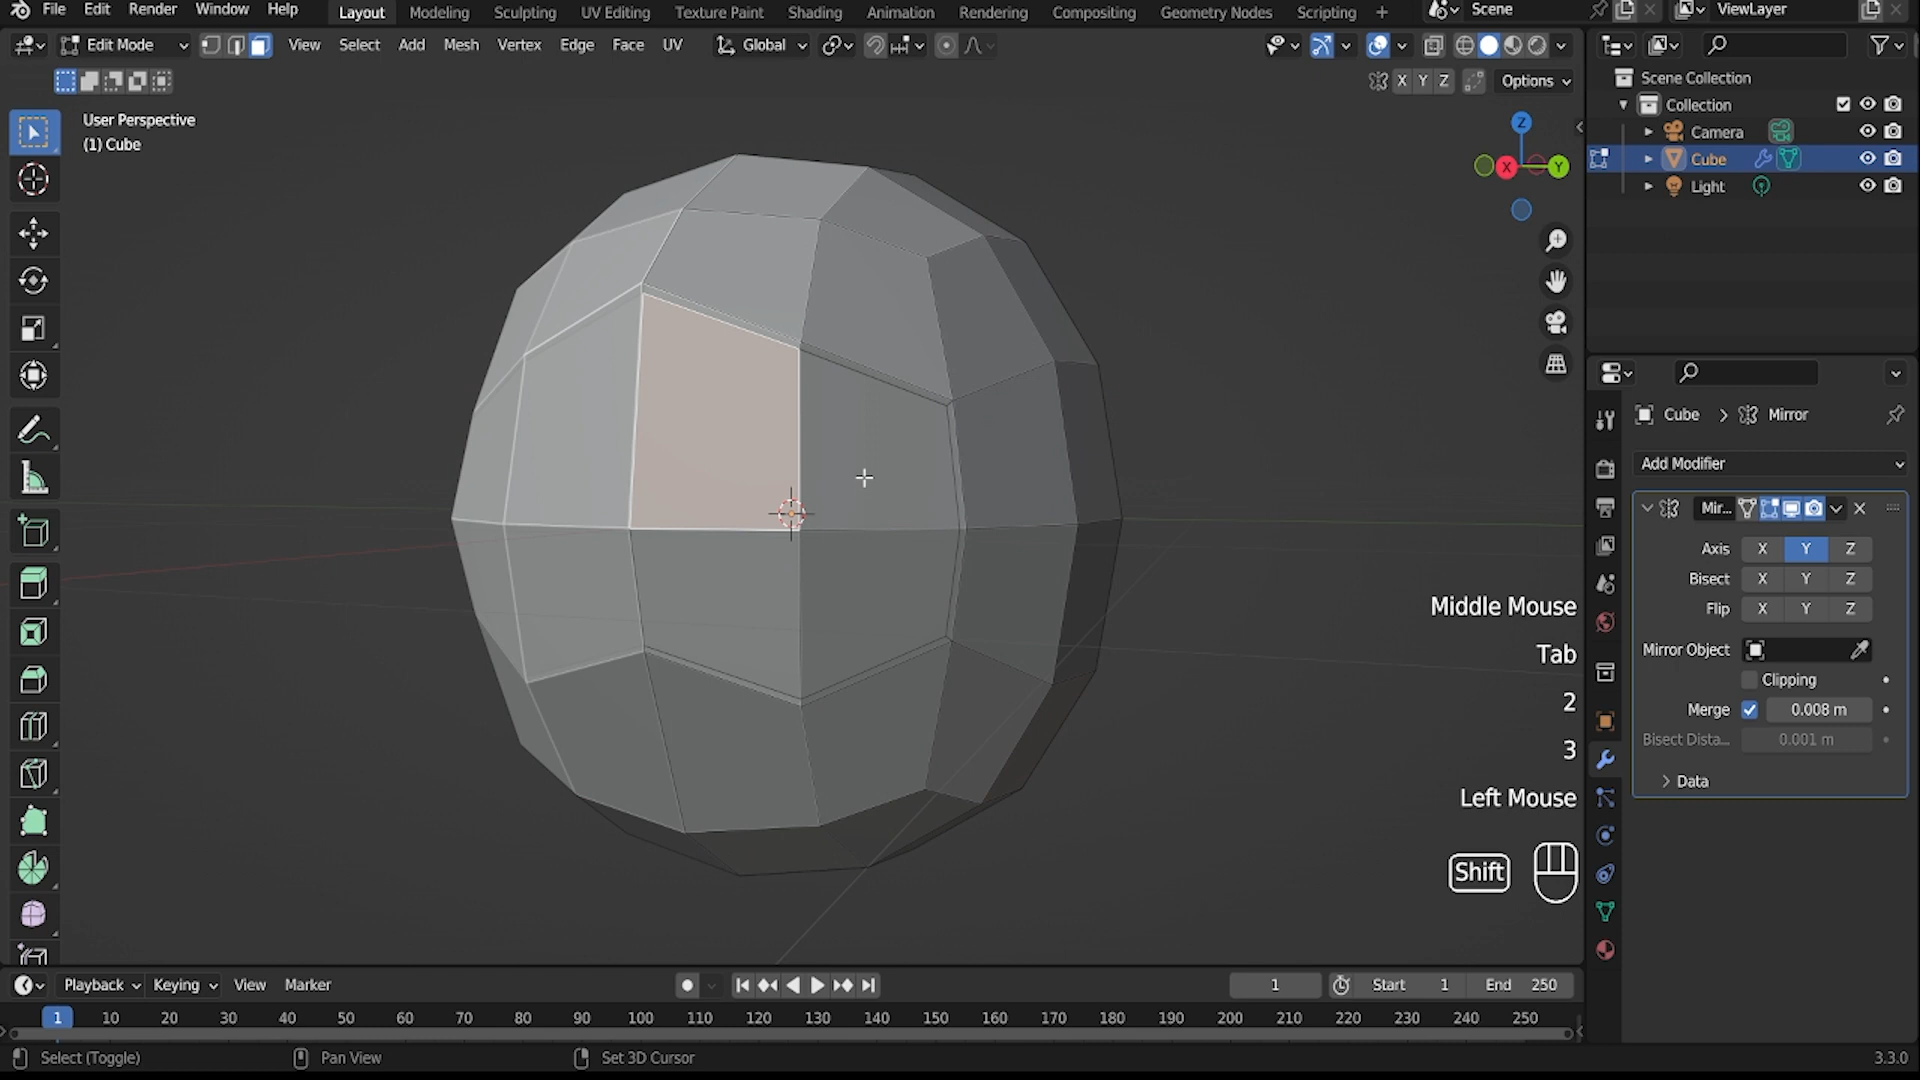 File Edit Render Window Help Layout Modeling Sculpting UV Editing Texture Paint Shading Animation Rendering Compositing Geometry Nodes Scripting + Scene ViewLayer
Edit Mode View Select Add Mesh Vertex Edge Face UV Global
X Y Z Options
User Perspective
(1) Cube
Z
X Y
Scene Collection
Collection
Camera
Cube
Light
Cube > Mirror
Add Modifier
Mir...
Axis X Y Z
Bisect X Y Z
Flip X Y Z
Mirror Object
Clipping
Merge 0.008 m
Bisect Dista... 0.001 m
Data
Middle Mouse
Tab
2
3
Left Mouse
Shift
Playback Keying View Marker 1 Start 1 End 250
1 10 20 30 40 50 60 70 80 90 100 110 120 130 140 150 160 170 180 190 200 210 220 230 240 250
Select (Toggle) Pan View Set 3D Cursor 3.3.0